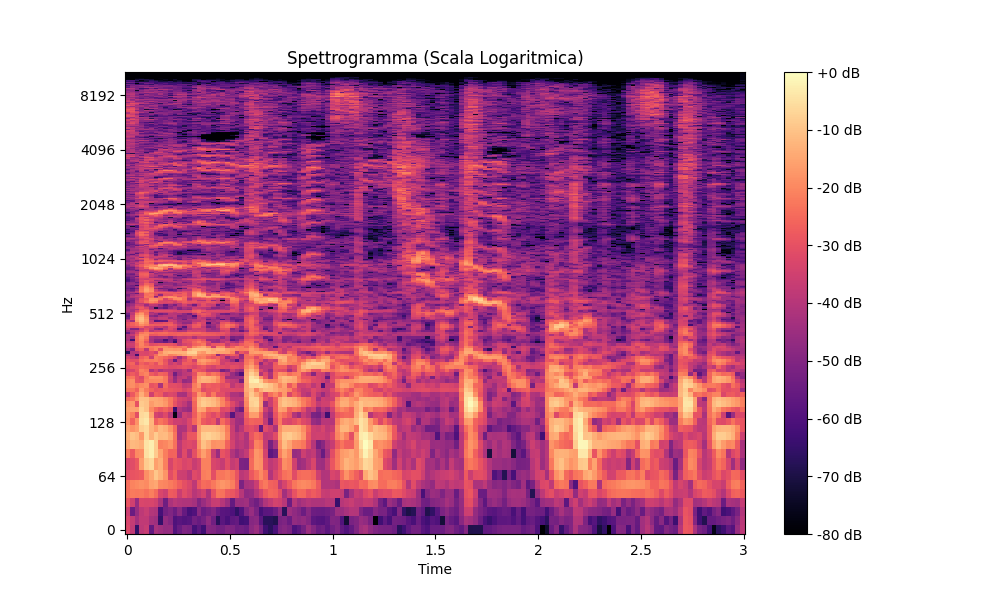 Spettrogramma (Scala Logaritmica)
8192
4096
2048
1024
512
256
128
64
0
Hz
0
0.5
1
1.5
2
2.5
3
Time
+0 dB
-10 dB
-20 dB
-30 dB
-40 dB
-50 dB
-60 dB
-70 dB
-80 dB